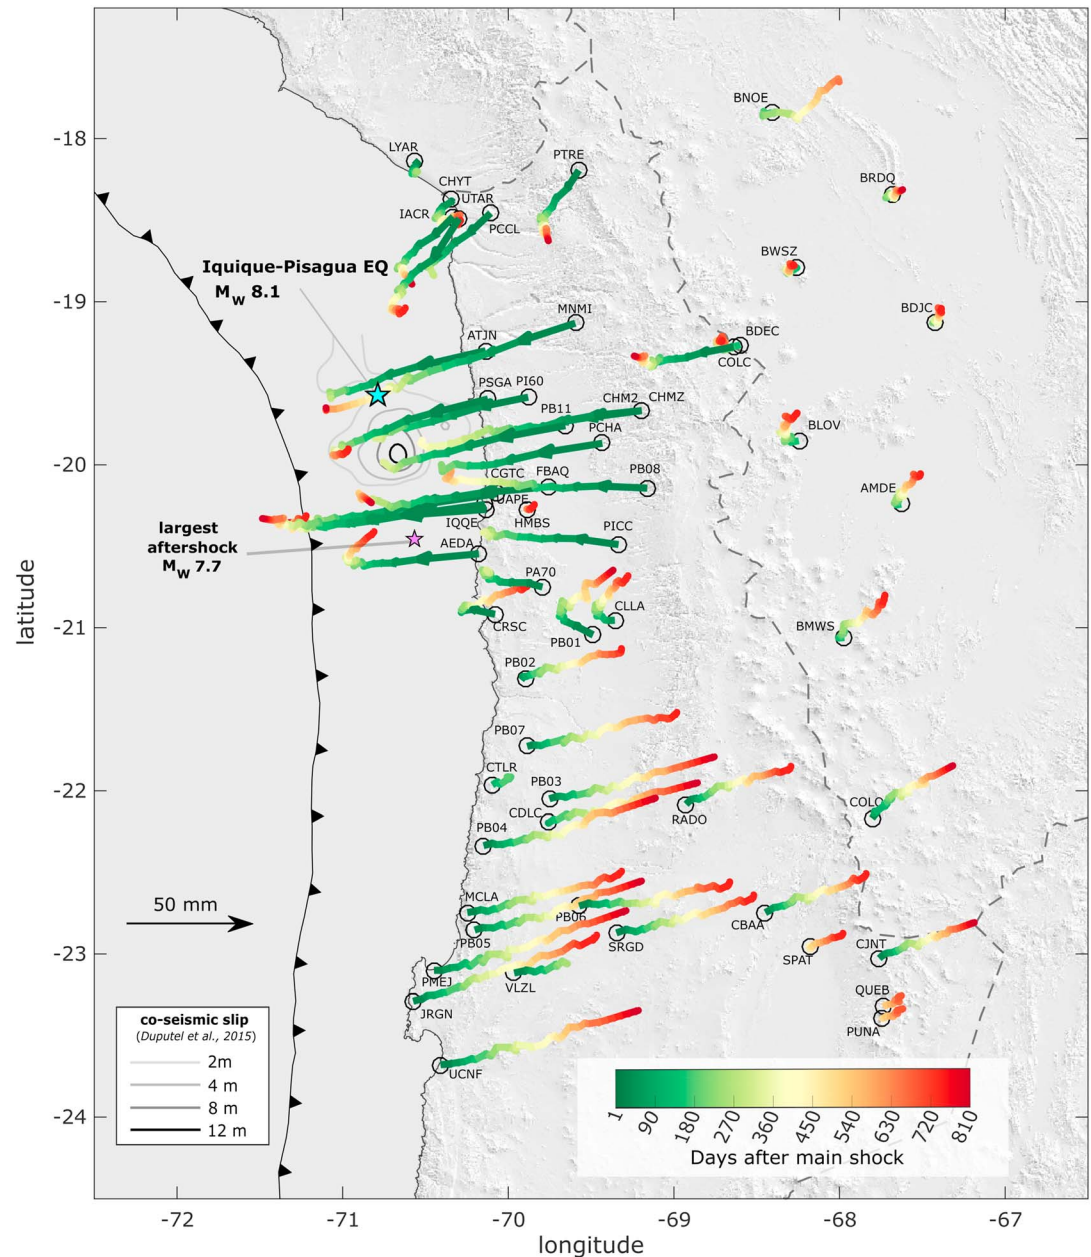 -18
-19
-20
-21
-22
-23
-24
latitude
-72
-71
-70
-69
-68
-67
longitude
BNOE
LYAR
PTRE
CHYT
BRDQ
UTAR
IACR
PCCL
BWSZ
Iquique-Pisagua EQ
MW 8.1
MNMI
BDJC
ATJN
BDEC
COLC
PSGA
PI60
CHM2
CHMZ
PB11
PCHA
BLOV
CGTC
FBAQ
PB08
AMDE
UAPE
IQQE
HMBS
PICC
largest
aftershock
MW 7.7
AEDA
PA70
CRSC
CLLA
BMWS
PB01
PB02
PB07
CTLR
PB03
CDLC
RADO
COLO
PB04
50 mm
MCLA
PB06
PB05
SRGD
CBAA
SPAT
CJNT
PMEJ
VLZL
JRGN
QUEB
PUNA
UCNF
co-seismic slip
(Duputel et al., 2015)
2m
4 m
8 m
12 m
1
90
180
270
360
450
540
630
720
810
Days after main shock